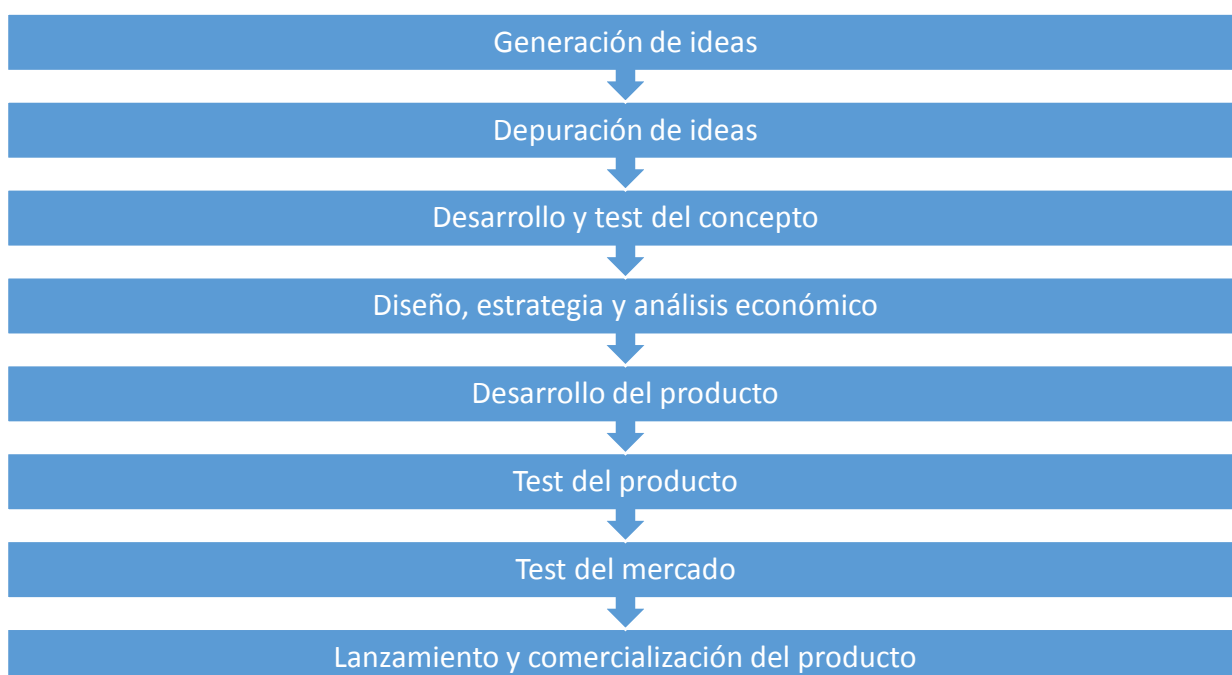 Generación de ideas
Depuración de ideas
Desarrollo y test del concepto
Diseño, estrategia y análisis económico
Desarrollo del producto
Test del producto
Test del mercado
Lanzamiento y comercialización del producto